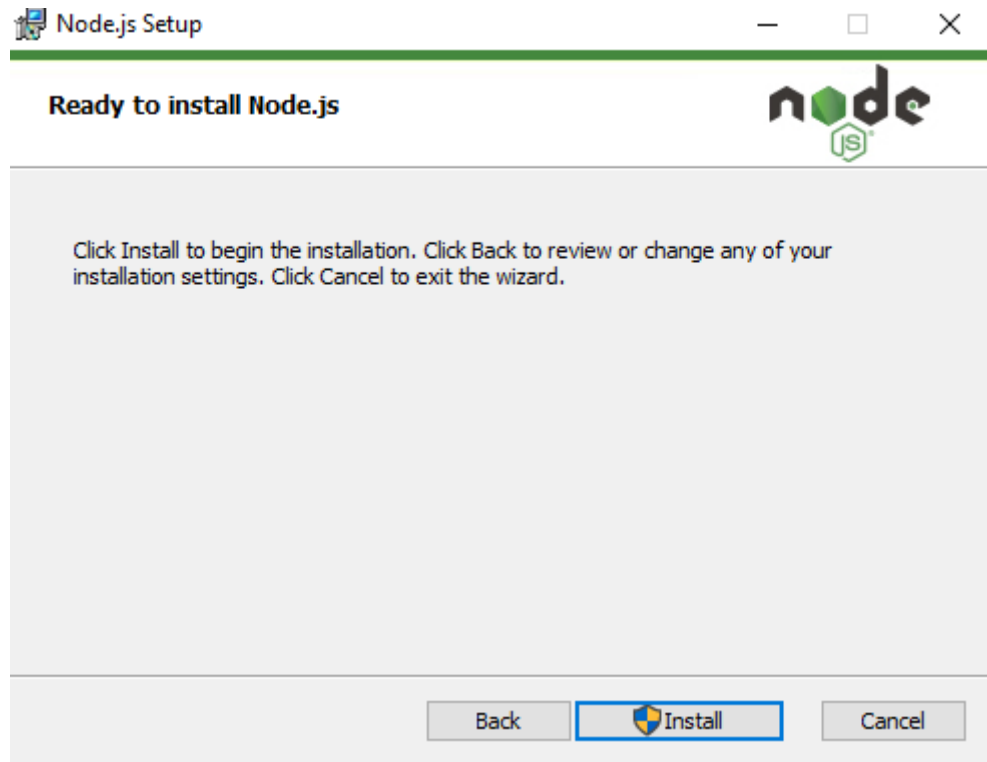 Node.js Setup
Ready to install Node.js
node
JS
Click Install to begin the installation. Click Back to review or change any of your
installation settings. Click Cancel to exit the wizard.
Back
Install
Cancel